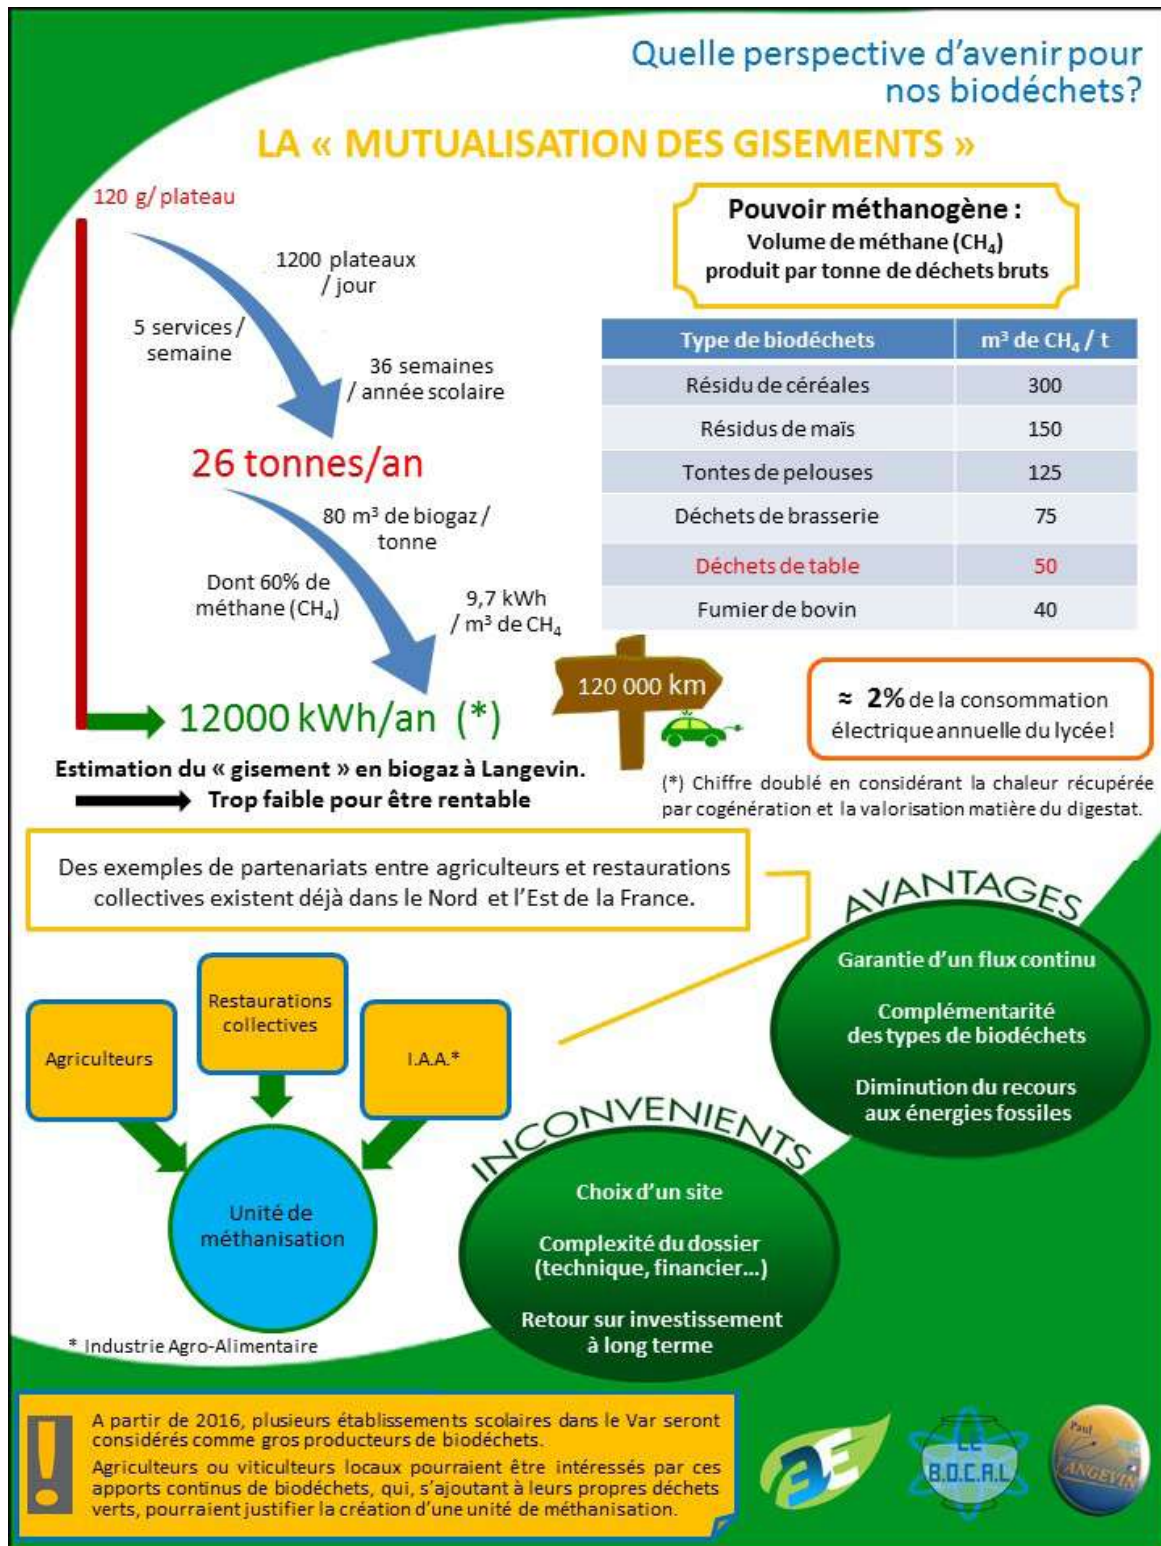 Quelle perspective d'avenir pour
nos biodéchets?
LA « MUTUALISATION DES GISEMENTS »
120 g/ plateau
1200 plateaux
/ jour
5 services /
semaine
36 semaines
/ année scolaire
26 tonnes/an
80 m³ de biogaz /
tonne
Dont 60% de
méthane (CH₄)
9,7 kWh
/ m³ de CH₄
12000 kWh/an (*)
Estimation du « gisement » en biogaz à Langevin.
Trop faible pour être rentable
Pouvoir méthanogène :
Volume de méthane (CH₄)
produit par tonne de déchets bruts
Type de biodéchets m³ de CH₄ / t
Résidu de céréales 300
Résidus de maïs 150
Tontes de pelouses 125
Déchets de brasserie 75
Déchets de table 50
Fumier de bovin 40
120 000 km
≈ 2% de la consommation
électrique annuelle du lycée!
(*) Chiffre doublé en considérant la chaleur récupérée
par cogénération et la valorisation matière du digestat.
Des exemples de partenariats entre agriculteurs et restaurations
collectives existent déjà dans le Nord et l'Est de la France.
Agriculteurs
Restaurations
collectives
I.A.A.*
Unité de
méthanisation
* Industrie Agro-Alimentaire
AVANTAGES
Garantie d'un flux continu
Complémentarité
des types de biodéchets
Diminution du recours
aux énergies fossiles
INCONVENIENTS
Choix d'un site
Complexité du dossier
(technique, financier...)
Retour sur investissement
à long terme
A partir de 2016, plusieurs établissements scolaires dans le Var seront
considérés comme gros producteurs de biodéchets.
Agriculteurs ou viticulteurs locaux pourraient être intéressés par ces
apports continus de biodéchets, qui, s'ajoutant à leurs propres déchets
verts, pourraient justifier la création d'une unité de méthanisation.
LE
B.O.C.A.L
Paul
LANGEVIN